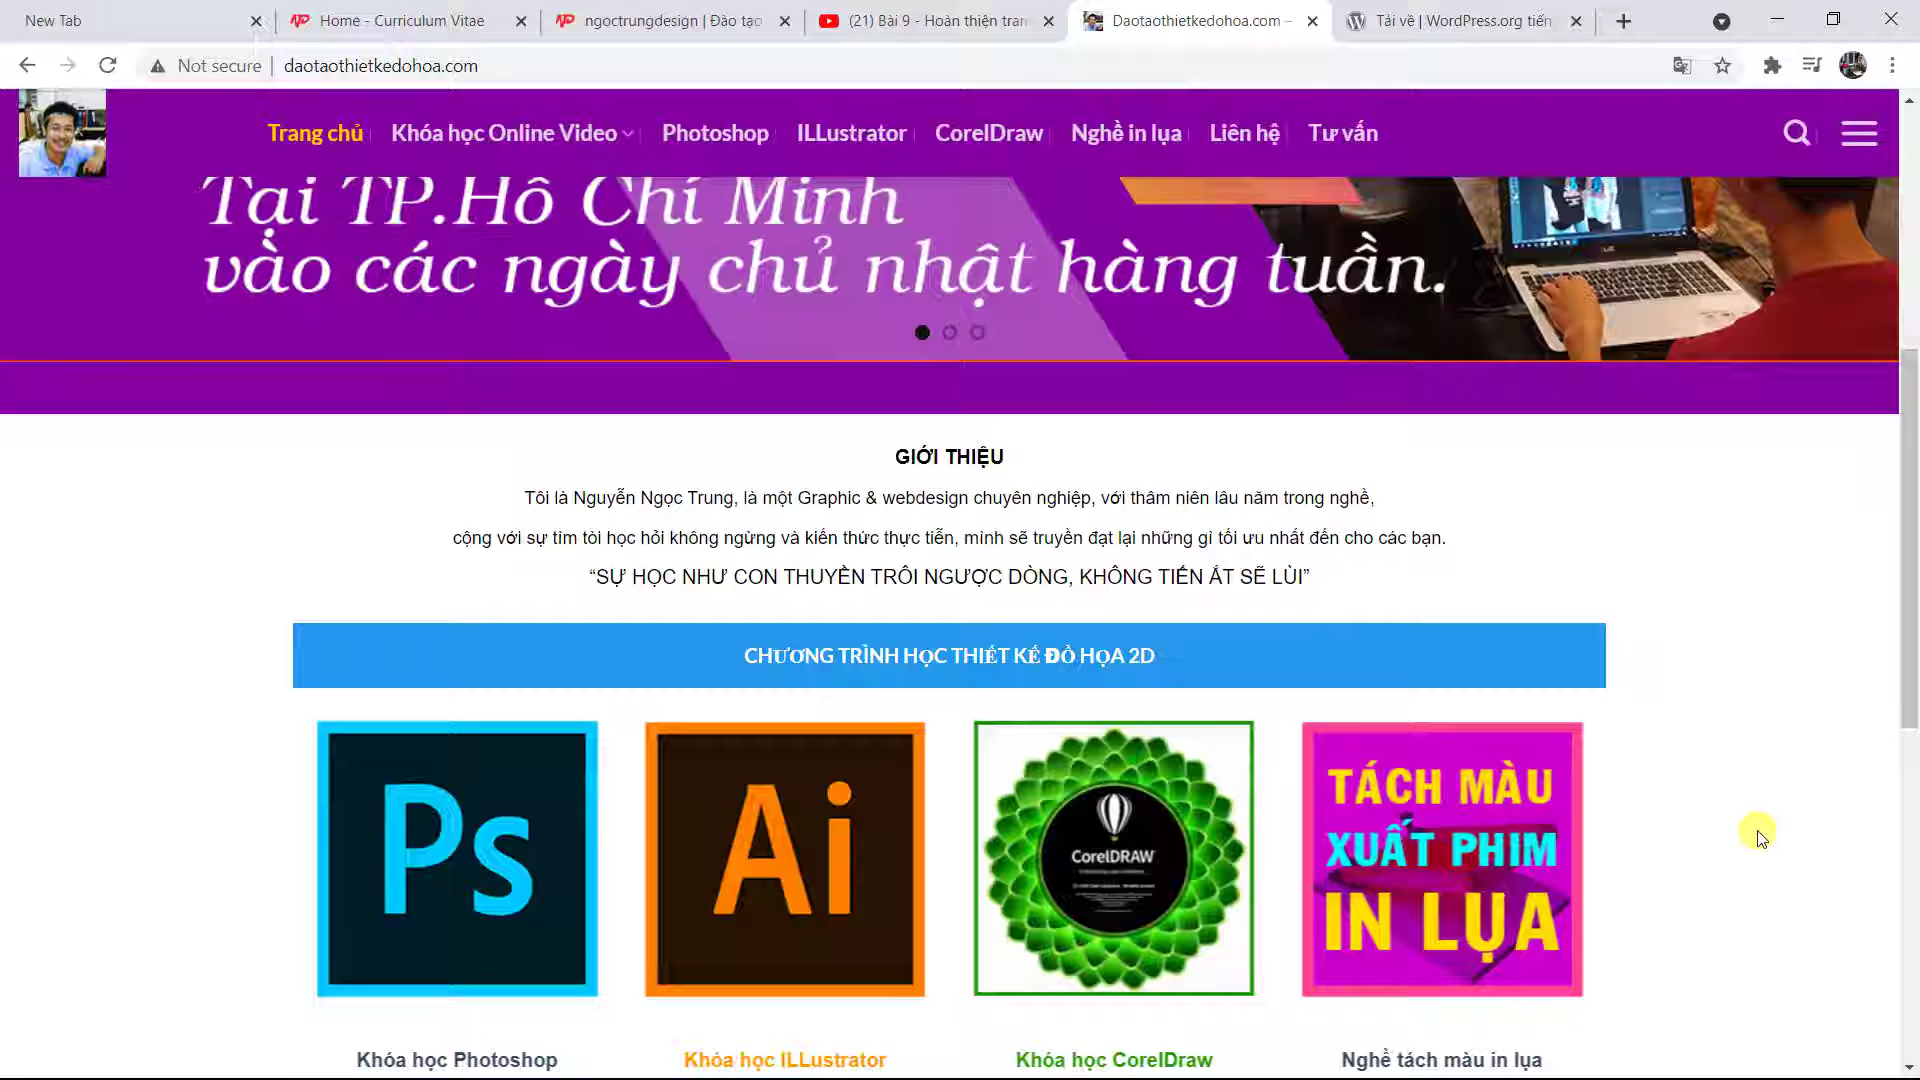 New Tab
Home - Curriculum Vitae
ngoctrungdesign | Đào tạo
(21) Bài 9 - Hoàn thiện tran
Daotaothietkedohoa.com –
Tải về | WordPress.org tiến
Not secure
daotaothietkedohoa.com
Trang chủ
Khóa học Online Video
Photoshop
ILLustrator
CorelDraw
Nghề in lụa
Liên hệ
Tư vấn
Tại TP.Hồ Chí Minh
vào các ngày chủ nhật hàng tuần.
GIỚI THIỆU
Tôi là Nguyễn Ngọc Trung, là một Graphic & webdesign chuyên nghiệp, với thâm niên lâu năm trong nghề,
cộng với sự tìm tòi học hỏi không ngừng và kiến thức thực tiễn, mình sẽ truyền đạt lại những gì tối ưu nhất đến cho các bạn.
“SỰ HỌC NHƯ CON THUYỀN TRÔI NGƯỢC DÒNG, KHÔNG TIẾN ẮT SẼ LÙI”
CHƯƠNG TRÌNH HỌC THIẾT KẾ ĐỒ HỌA 2D
Ps
Ai
CorelDRAW
TÁCH MÀU
XUẤT PHIM
IN LỤA
Khóa học Photoshop
Khóa học ILLustrator
Khóa học CorelDraw
Nghề tách màu in lụa